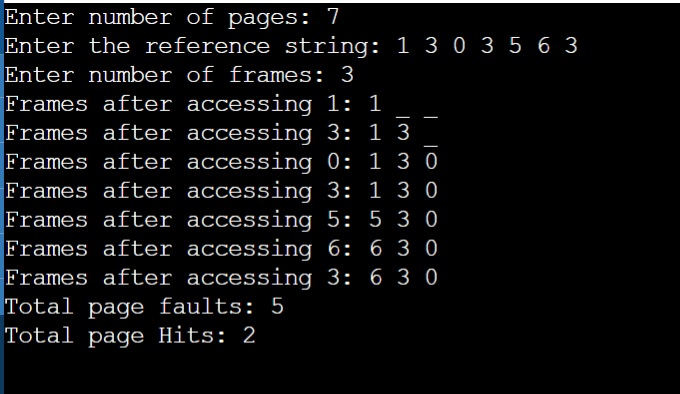 Enter number of pages: 7
Enter the reference string: 1 3 0 3 5 6 3
Enter number of frames: 3
Frames after accessing 1: 1 _ _
Frames after accessing 3: 1 3 _
Frames after accessing 0: 1 3 0
Frames after accessing 3: 1 3 0
Frames after accessing 5: 5 3 0
Frames after accessing 6: 6 3 0
Frames after accessing 3: 6 3 0
Total page faults: 5
Total page Hits: 2